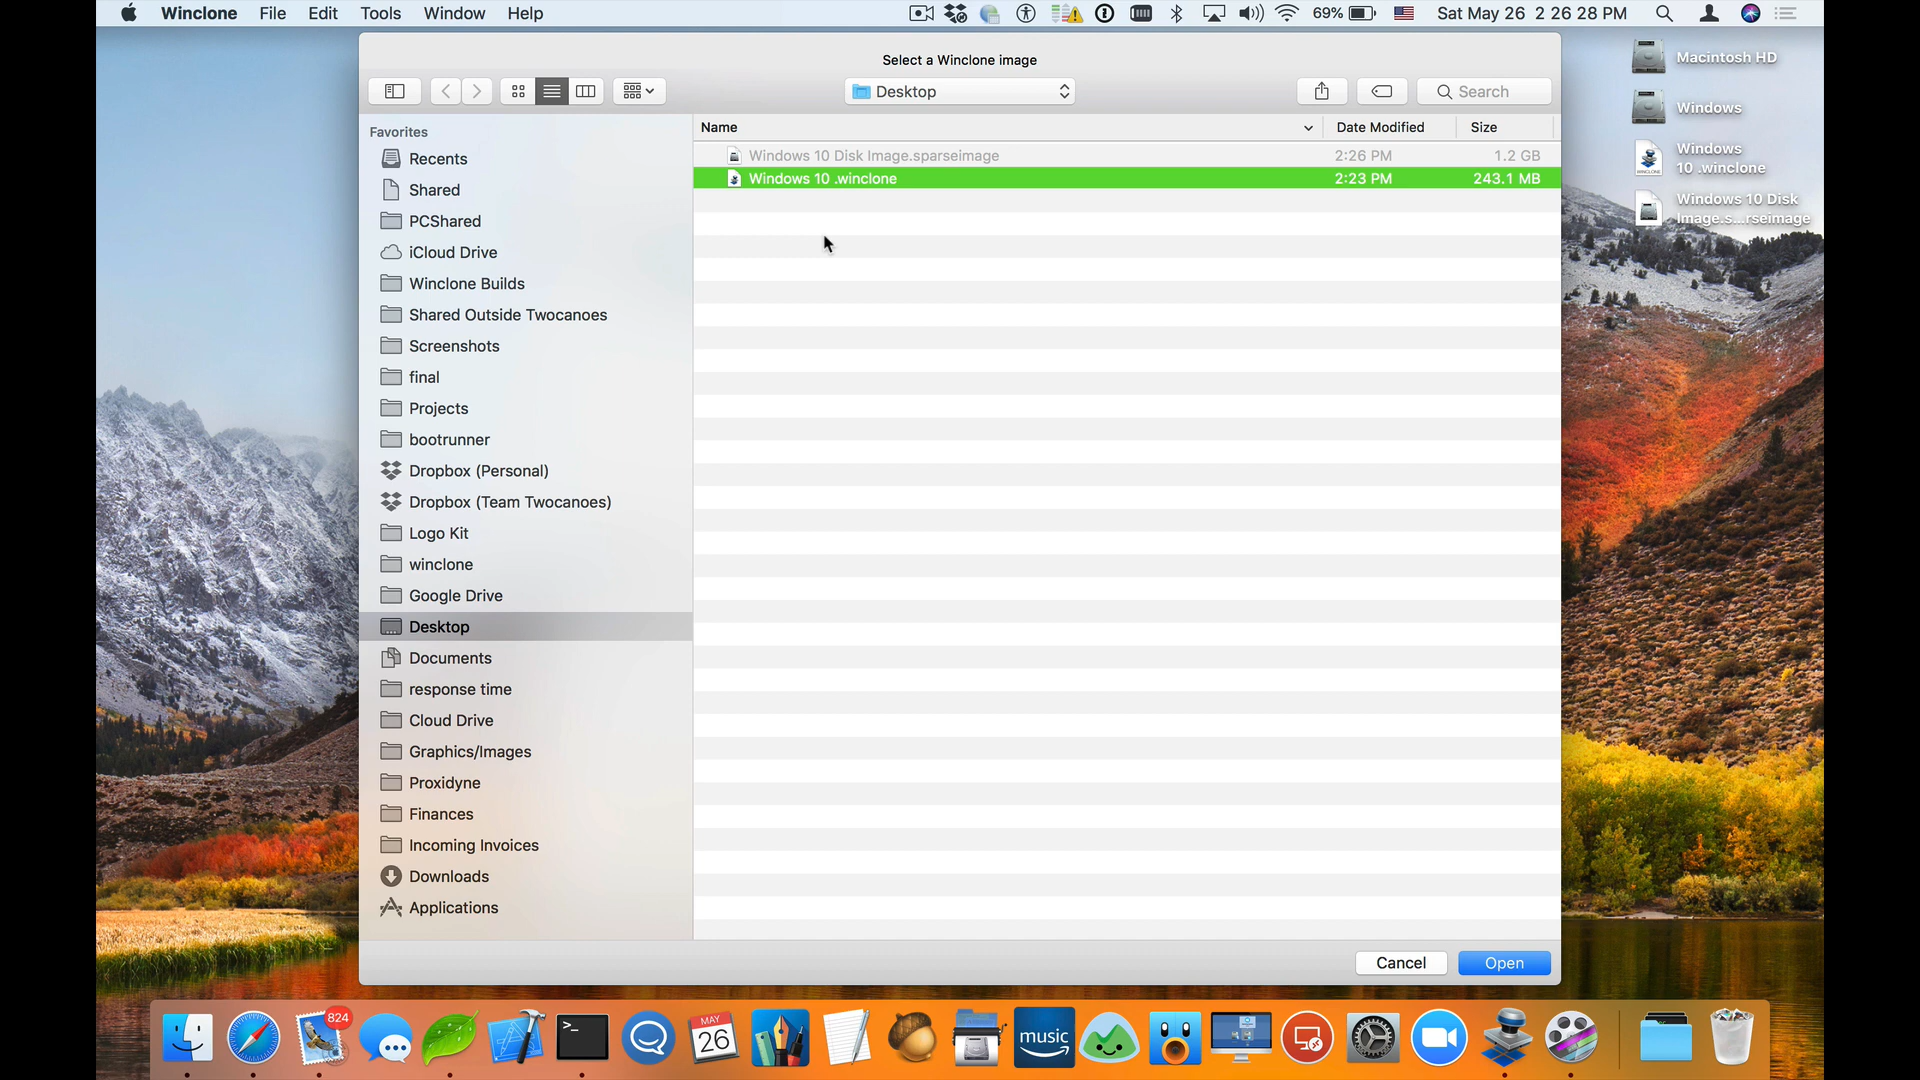 Winclone File Edit Tools Window Help 69% Sat May 26 2 26 28 PM
Select a Winclone image
Desktop
Search
Favorites
Recents
Shared
PCShared
iCloud Drive
Winclone Builds
Shared Outside Twocanoes
Screenshots
final
Projects
bootrunner
Dropbox (Personal)
Dropbox (Team Twocanoes)
Logo Kit
winclone
Google Drive
Desktop
Documents
response time
Cloud Drive
Graphics/Images
Proxidyne
Finances
Incoming Invoices
Downloads
Applications
Name Date Modified Size
Windows 10 Disk Image.sparseimage 2:26 PM 1.2 GB
Windows 10 .winclone 2:23 PM 243.1 MB
Cancel Open
Macintosh HD
Windows
Windows
10 .winclone
Windows 10 Disk
Image.s...rseimage
824
>_
MAY
26
music